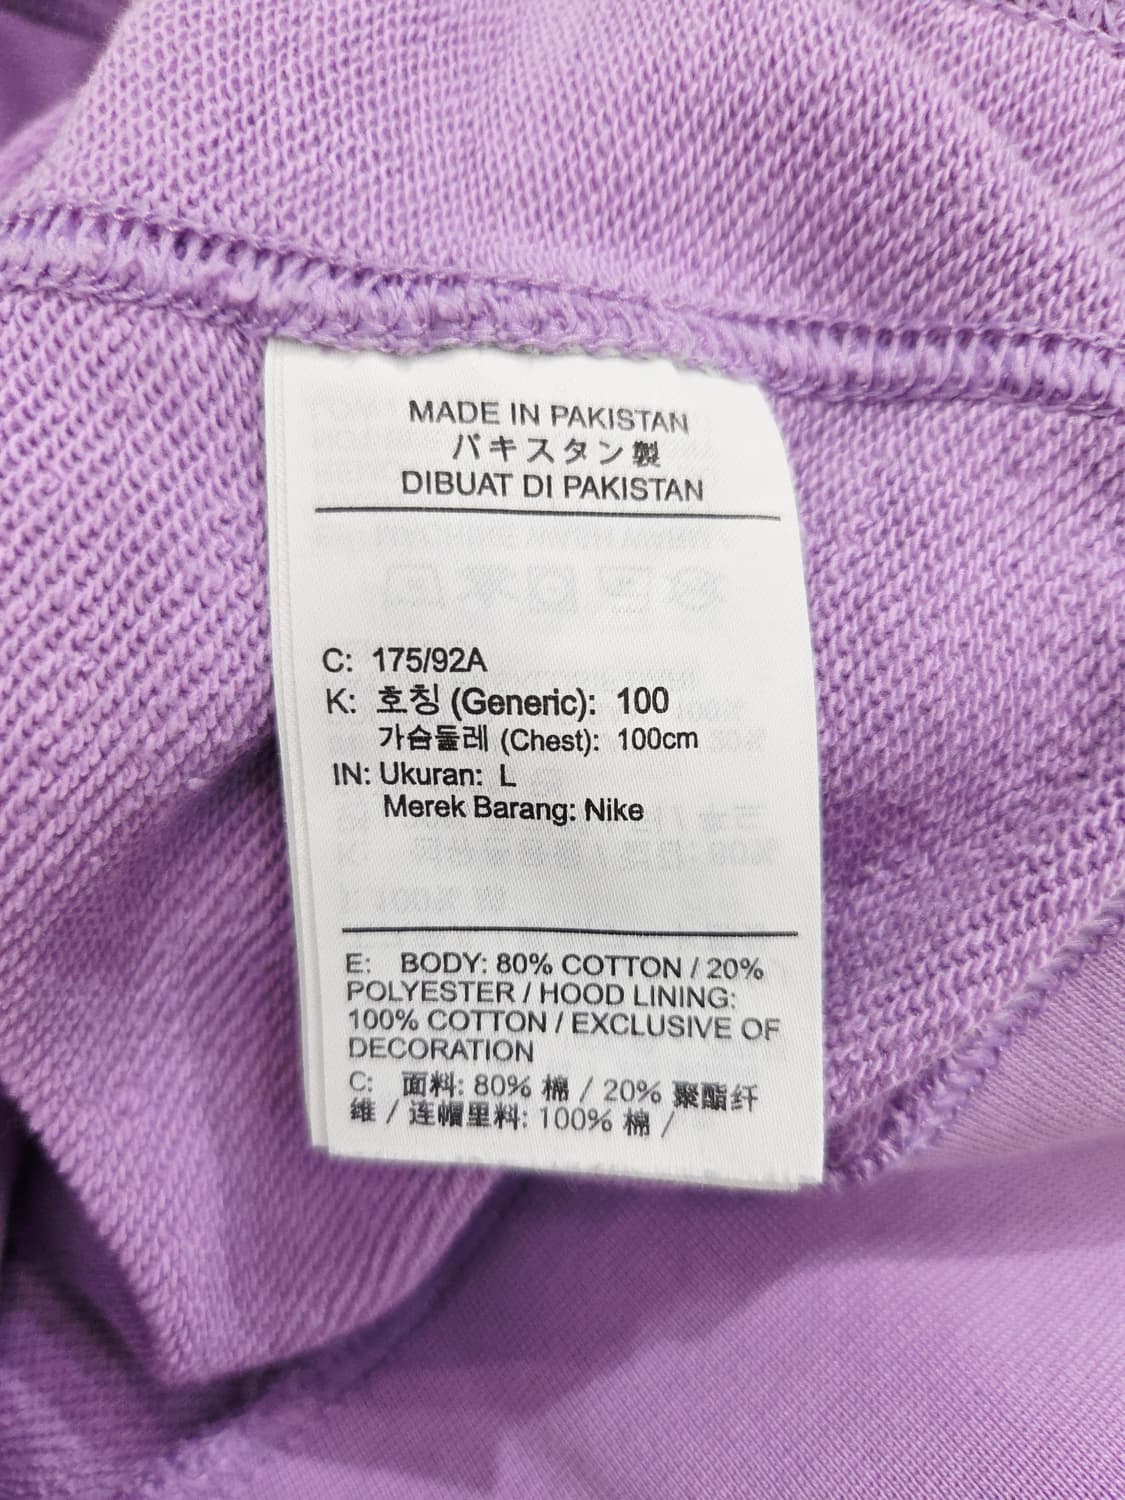 MADE IN PAKISTAN
パキスタン製
DIBUAT DI PAKISTAN
C: 175/92A
K: 호칭 (Generic): 100
가슴둘레 (Chest): 100cm
IN: Ukuran: L
Merek Barang: Nike
E: BODY: 80% COTTON / 20%
POLYESTER / HOOD LINING:
100% COTTON / EXCLUSIVE OF
DECORATION
C: 面料: 80% 棉 / 20% 聚酯纤
维 / 连帽里料: 100% 棉 /